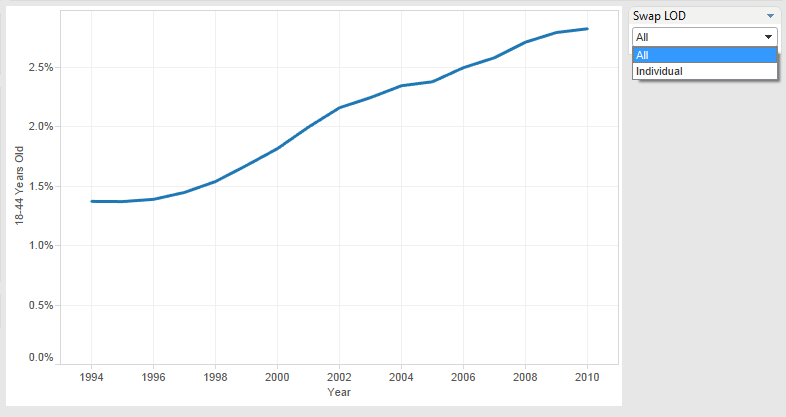 Swap LOD
All
All
Individual
2.5%
2.0%
1.5%
1.0%
0.5%
0.0%
18-44 Years Old
1994 1996 1998 2000 2002 2004 2006 2008 2010
Year